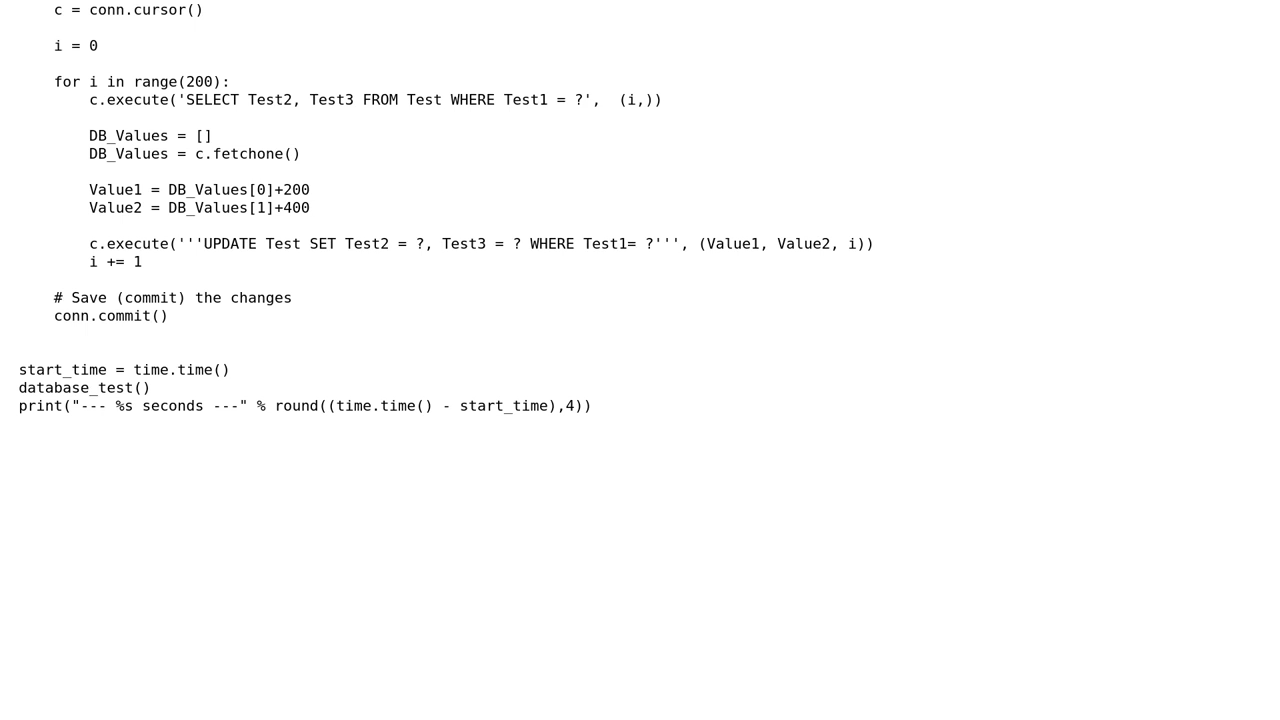 c = conn.cursor()

    i = 0

    for i in range(200):
        c.execute('SELECT Test2, Test3 FROM Test WHERE Test1 = ?',  (i,))

        DB_Values = []
        DB_Values = c.fetchone()

        Value1 = DB_Values[0]+200
        Value2 = DB_Values[1]+400

        c.execute('''UPDATE Test SET Test2 = ?, Test3 = ? WHERE Test1= ?''', (Value1, Value2, i))
        i += 1

    # Save (commit) the changes
    conn.commit()


start_time = time.time()
database_test()
print("--- %s seconds ---" % round((time.time() - start_time),4))